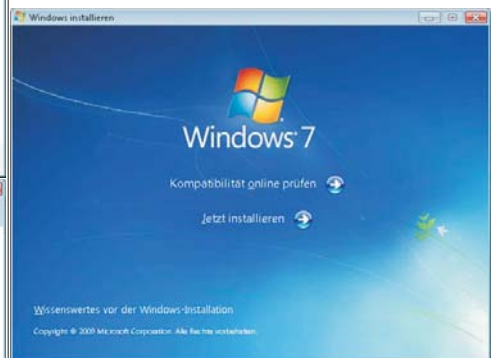 Windows installieren
Windows 7
Kompatibilität online prüfen
Jetzt installieren
Wissenswertes vor der Windows-Installation
Copyright © 2009 Microsoft Corporation. Alle Rechte vorbehalten.